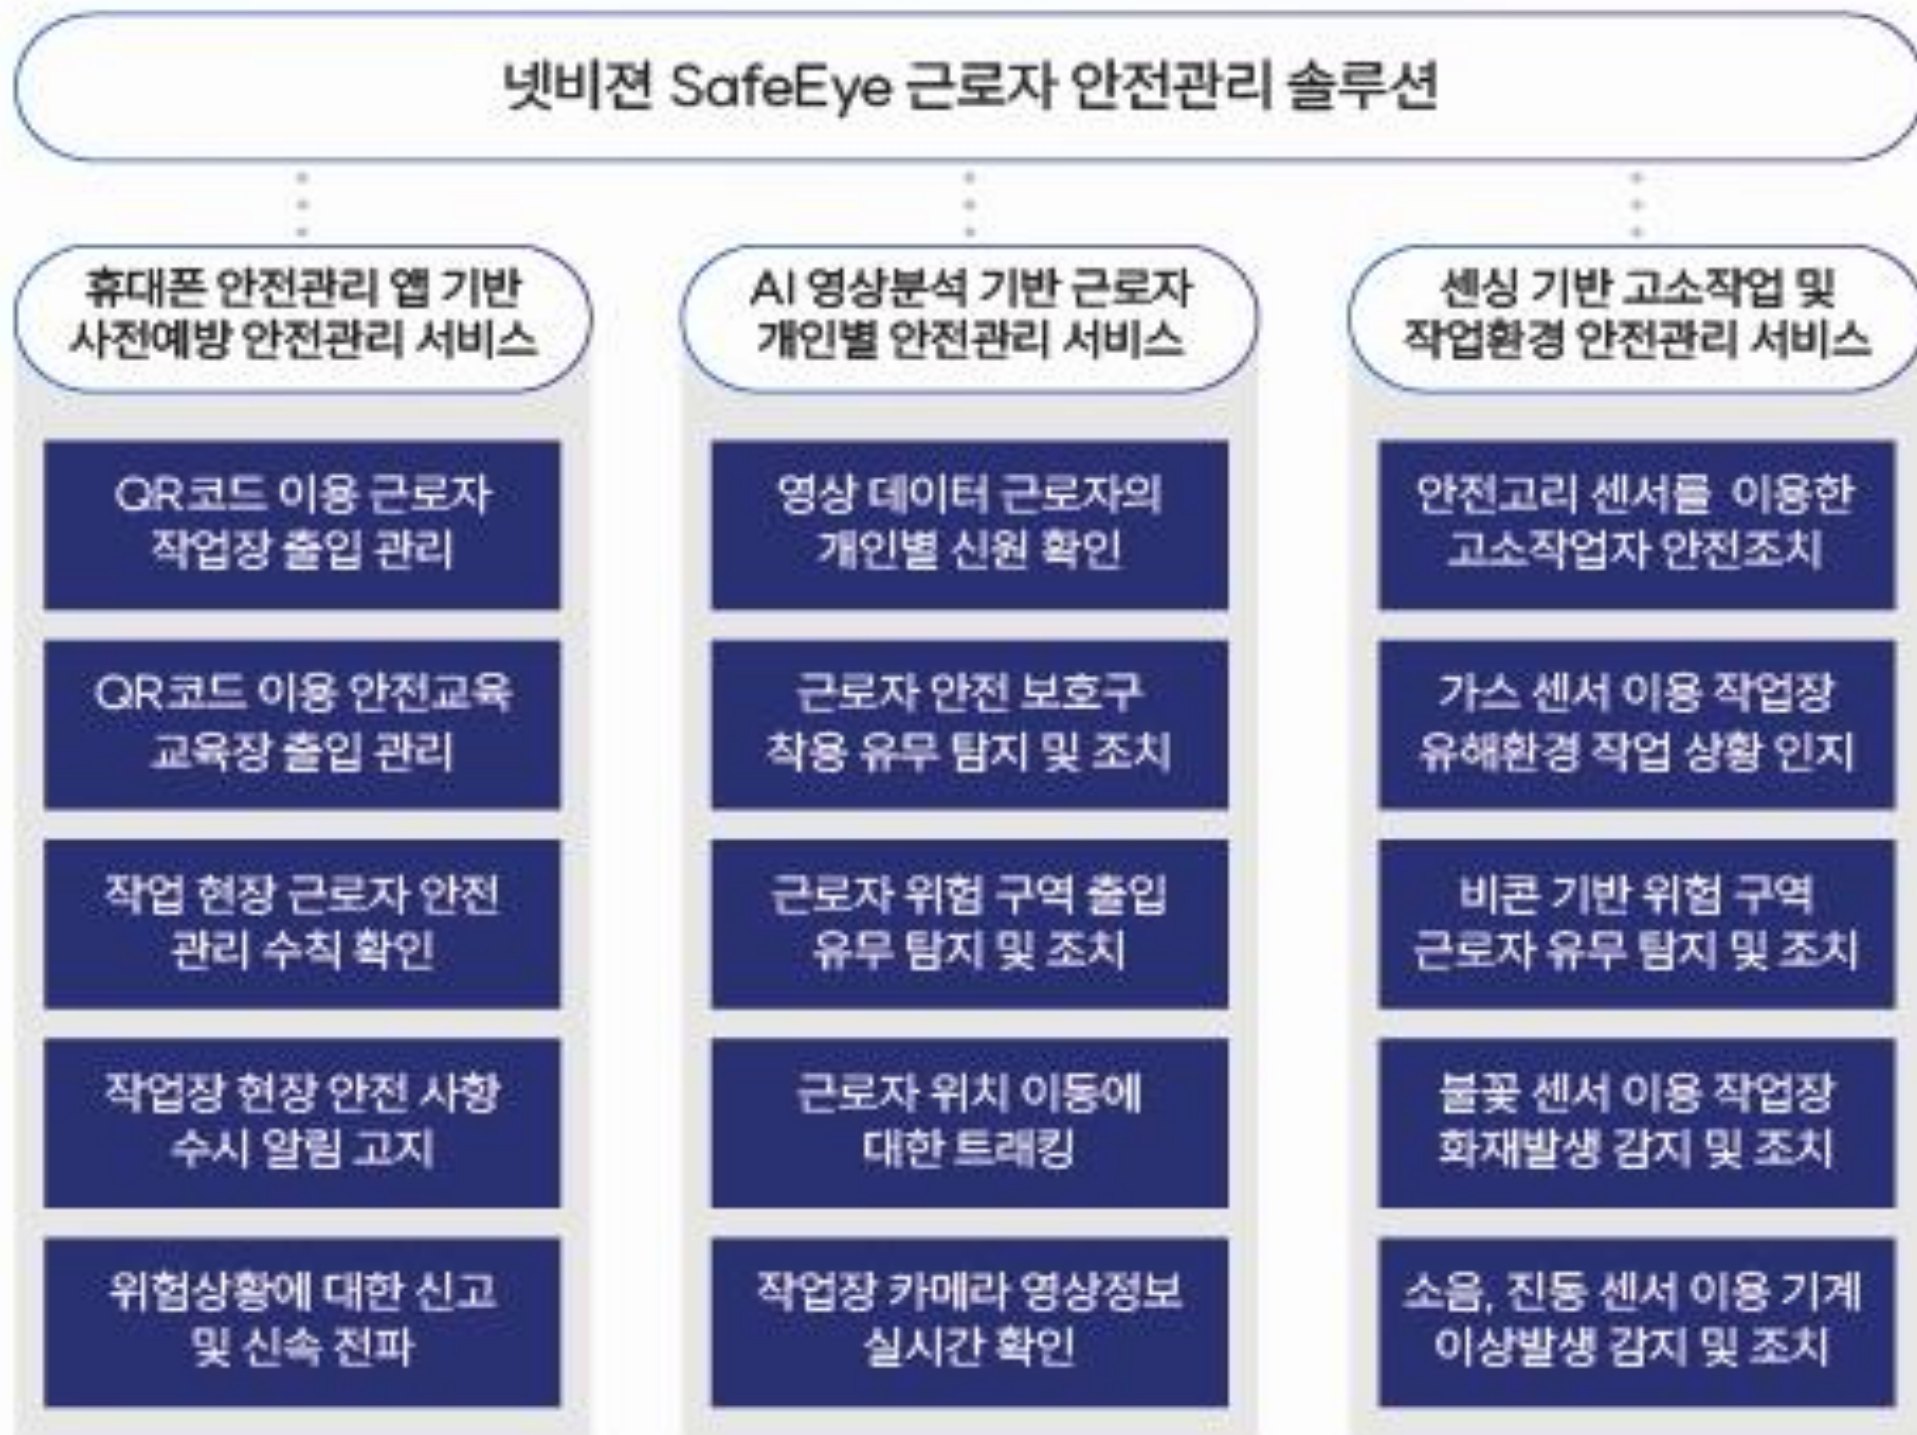 넷비젼 SafeEye 근로자 안전관리 솔루션
휴대폰 안전관리 앱 기반
사전예방 안전관리 서비스
QR코드 이용 근로자
작업장 출입 관리
QR코드 이용 안전교육
교육장 출입 관리
작업 현장 근로자 안전
관리 수칙 확인
작업장 현장 안전 사항
수시 알림 고지
위험상황에 대한 신고
및 신속 전파
AI 영상분석 기반 근로자
개인별 안전관리 서비스
영상 데이터 근로자의
개인별 신원 확인
근로자 안전 보호구
착용 유무 탐지 및 조치
근로자 위험 구역 출입
유무 탐지 및 조치
근로자 위치 이동에
대한 트래킹
작업장 카메라 영상정보
실시간 확인
센싱 기반 고소작업 및
작업환경 안전관리 서비스
안전고리 센서를 이용한
고소작업자 안전조치
가스 센서 이용 작업장
유해환경 작업 상황 인지
비콘 기반 위험 구역
근로자 유무 탐지 및 조치
불꽃 센서 이용 작업장
화재발생 감지 및 조치
소음, 진동 센서 이용 기계
이상발생 감지 및 조치